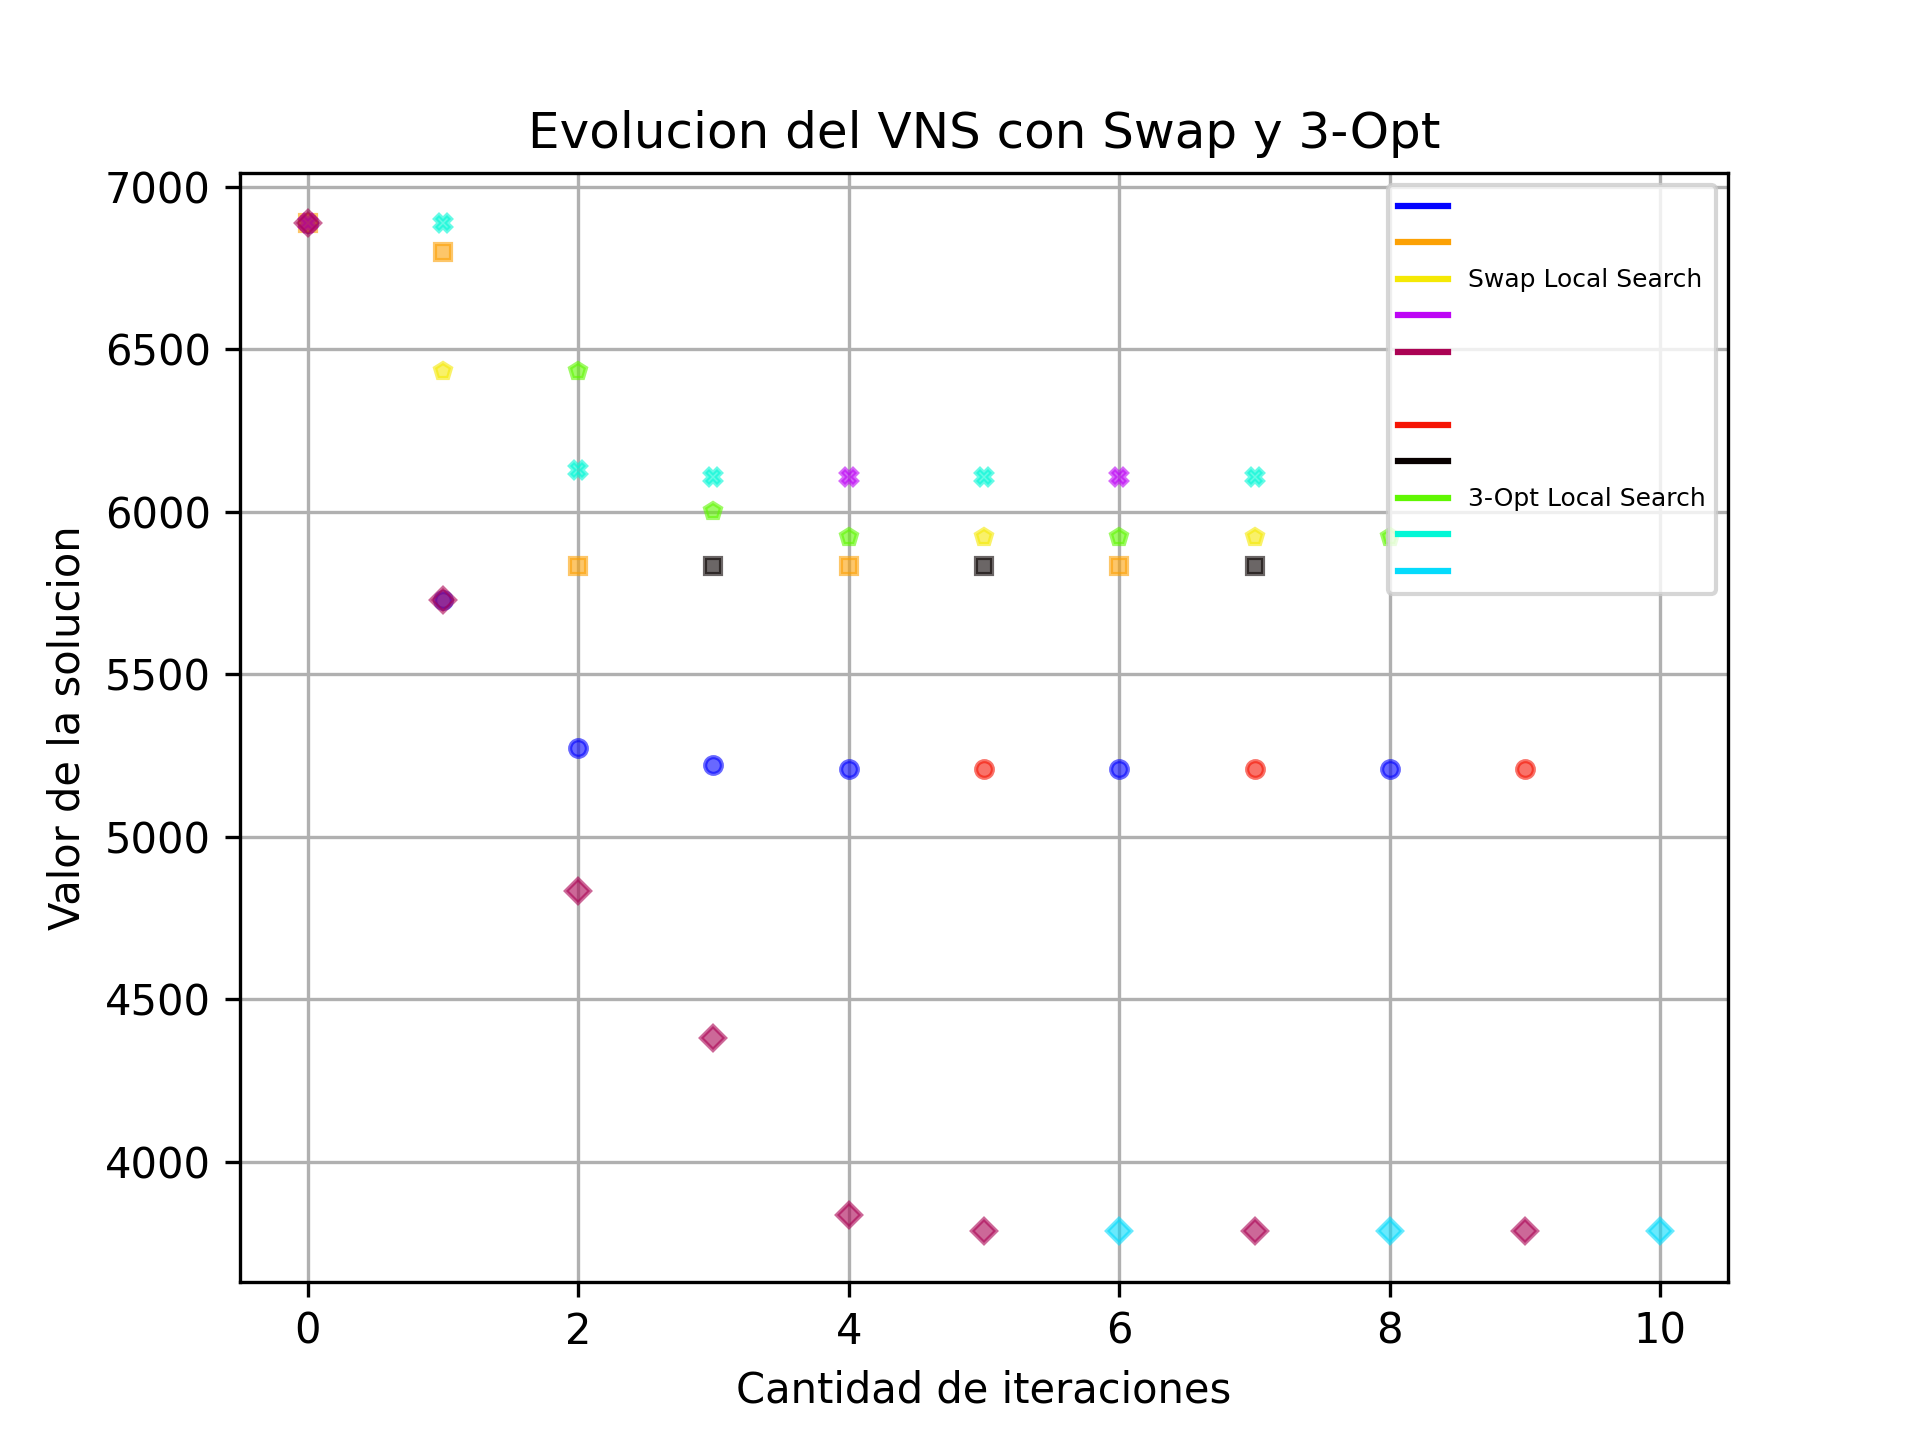 Evolucion del VNS con Swap y 3-Opt
7000
6500
6000
5500
5000
4500
4000
Valor de la solucion
Swap Local Search
3-Opt Local Search
0 2 4 6 8 10
Cantidad de iteraciones